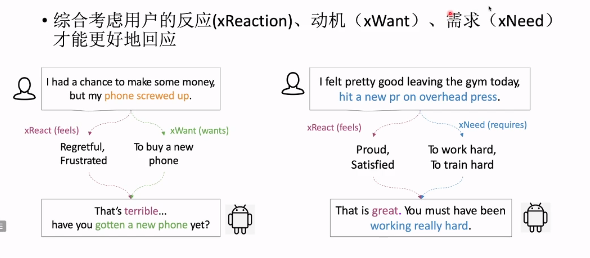 • 综合考虑用户的反应(xReaction)、动机（xWant）、需求（xNeed）
才能更好地回应
I had a chance to make some money,
but my phone screwed up.
xReact (feels)
xWant (wants)
Regretful,
Frustrated
To buy a new
phone
That's terrible...
have you gotten a new phone yet?
I felt pretty good leaving the gym today,
hit a new pr on overhead press.
xReact (feels)
xNeed (requires)
Proud,
Satisfied
To work hard,
To train hard
That is great. You must have been
working really hard.